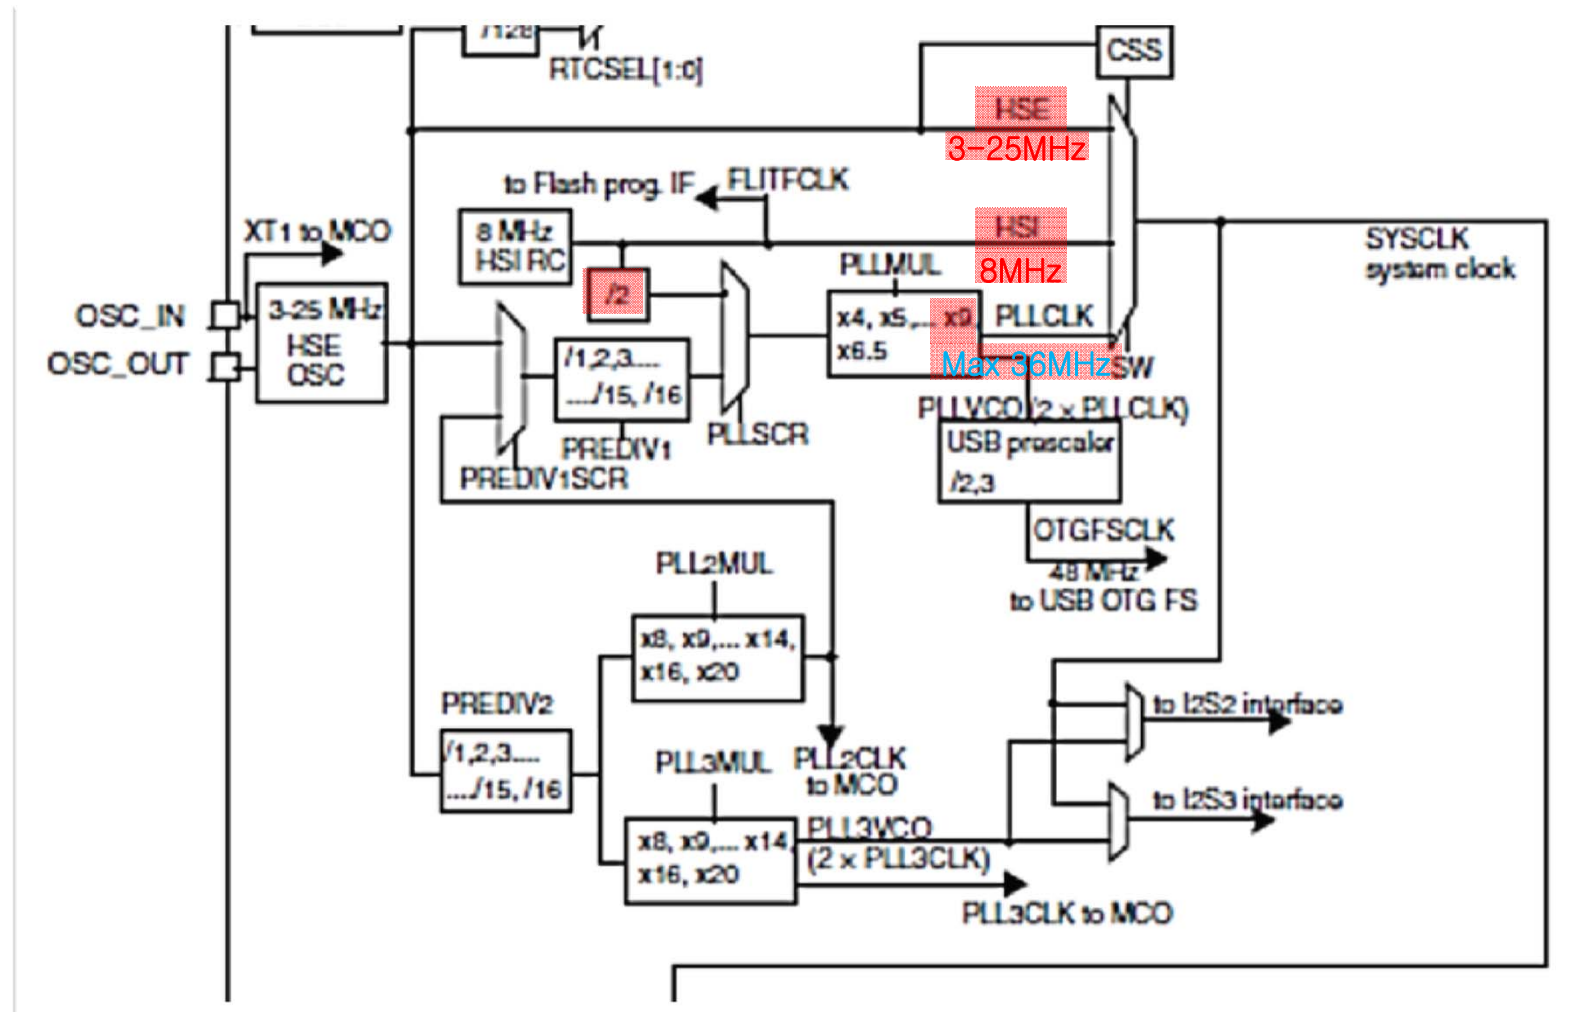 /128
RTCSEL[1:0]
CSS
HSE
3-25MHz
to Flash prog. IF
FLITFCLK
XT1 to MCO
8 MHz
HSI RC
HSI
8MHz
SYSCLK
system clock
/2
PLLMUL
OSC_IN
OSC_OUT
3-25 MHz
HSE
OSC
x4, x5,... x9,
x6.5
PLLCLK
Max 36MHz
SW
/1,2,3....
..../15, /16
PLLVCO (2 x PLLCLK)
PLLSCR
PREDIV1
PREDIV1SCR
USB prescaler
/2,3
OTGFSCLK
48 MHz
to USB OTG FS
PLL2MUL
x8, x9,... x14,
x16, x20
PREDIV2
/1,2,3....
..../15, /16
to I2S2 interface
PLL3MUL
PLL2CLK
to MCO
to I2S3 interface
x8, x9,... x14,
x16, x20
PLL3VCO
(2 x PLL3CLK)
PLL3CLK to MCO